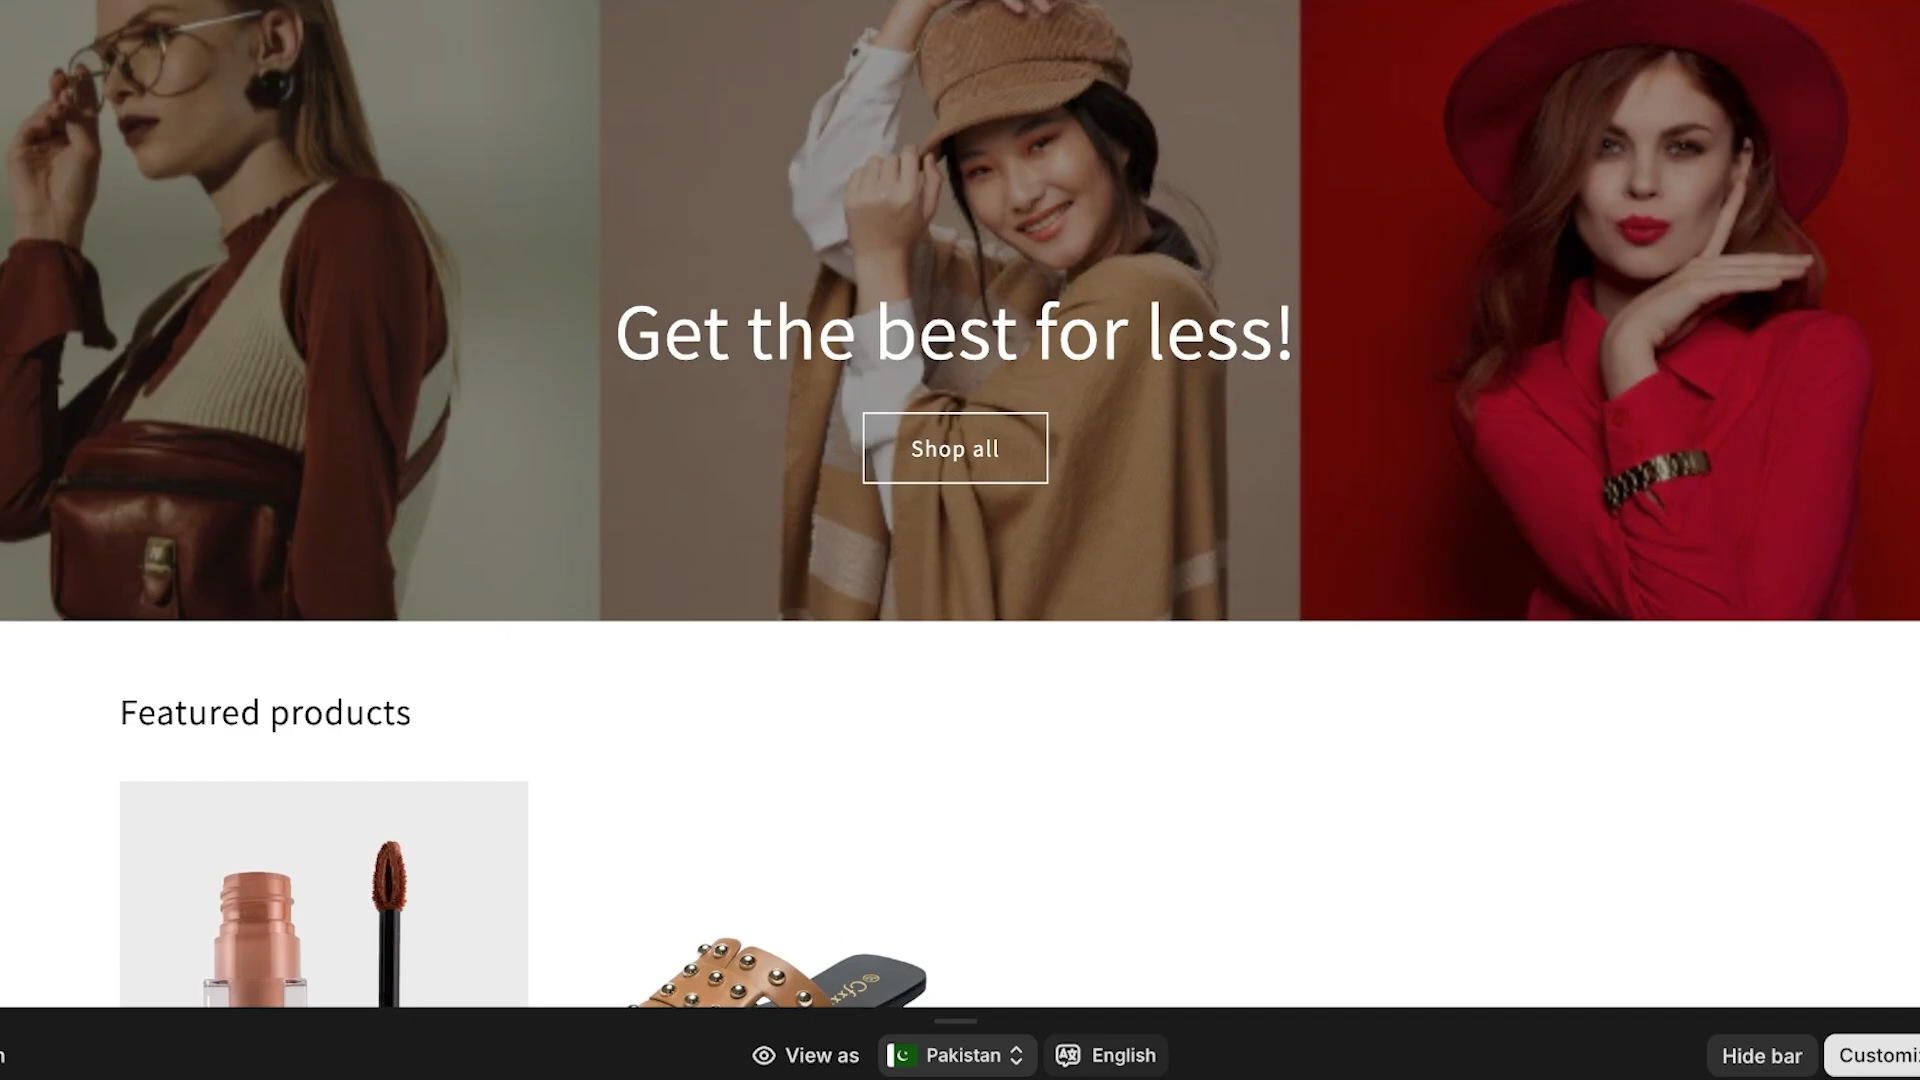 Get the best for less!
Shop all
Featured products
View as
Pakistan
English
Hide bar